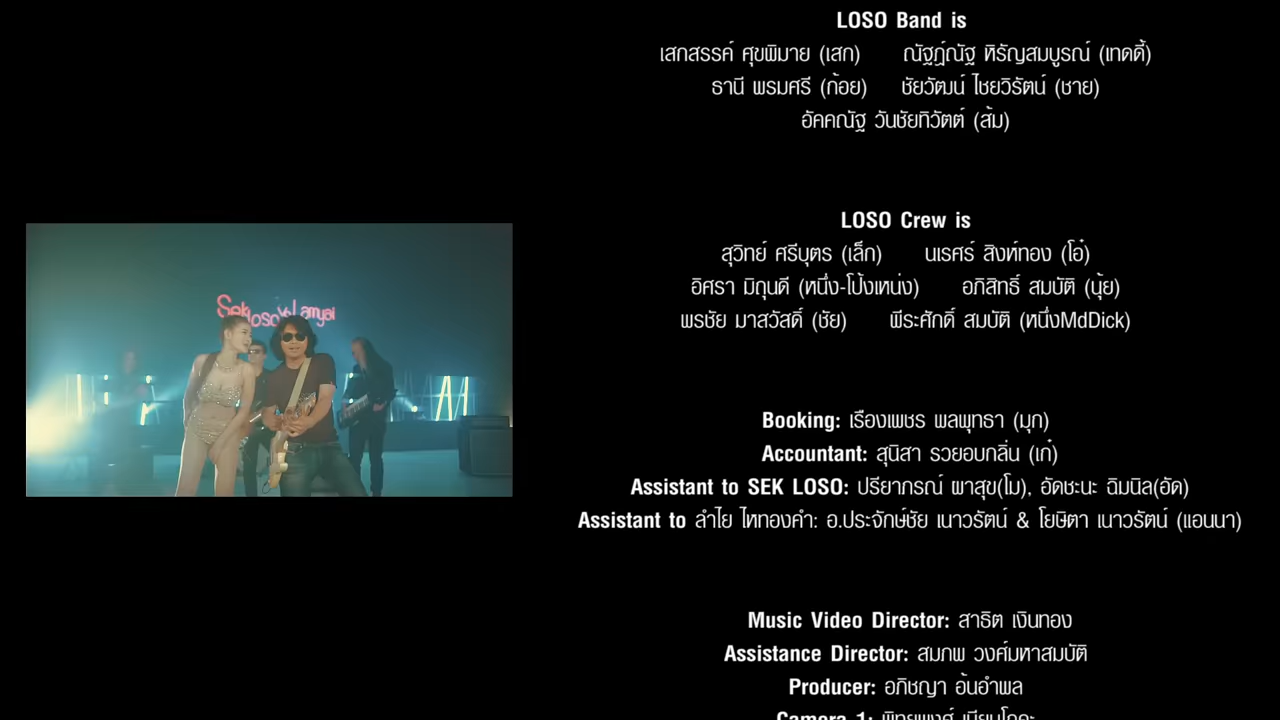 LOSO Band is
เสกสรรค์ ศุขพิมาย (เสก) ณัฐฏ์ณัฐ หิรัญสมบูรณ์ (เทดดี้)
ธานี พรมศรี (ก้อย) ชัยวัฒน์ ไชยวิรัตน์ (ชาย)
อัคคณัฐ วันชัยทิวัตต์ (ส้ม)
LOSO Crew is
สุวิทย์ ศรีบุตร (เล็ก) นเรศร์ สิงห์ทอง (โอ๋)
อิศรา มิถุนดี (หนึ่ง-โป้งเหน่ง) อภิสิทธิ์ สมบัติ (นุ้ย)
พรชัย มาสวัสดิ์ (ชัย) พีระศักดิ์ สมบัติ (หนึ่งMdDick)
Sek loso Vs Lamyai
Booking: เรืองเพชร พลพุทธา (มุก)
Accountant: สุนิสา รวยอบกลิ่น (เก๋)
Assistant to SEK LOSO: ปรียาภรณ์ ผาสุข(โม), อัดชะนะ ฉิมนิล(อัด)
Assistant to ลำไย ไหทองคำ: อ.ประจักษ์ชัย เนาวรัตน์ & โยษิตา เนาวรัตน์ (แอนนา)
Music Video Director: สาธิต เงินทอง
Assistance Director: สมภพ วงศ์มหาสมบัติ
Producer: อภิชญา อ้นอำพล
Camera 1: